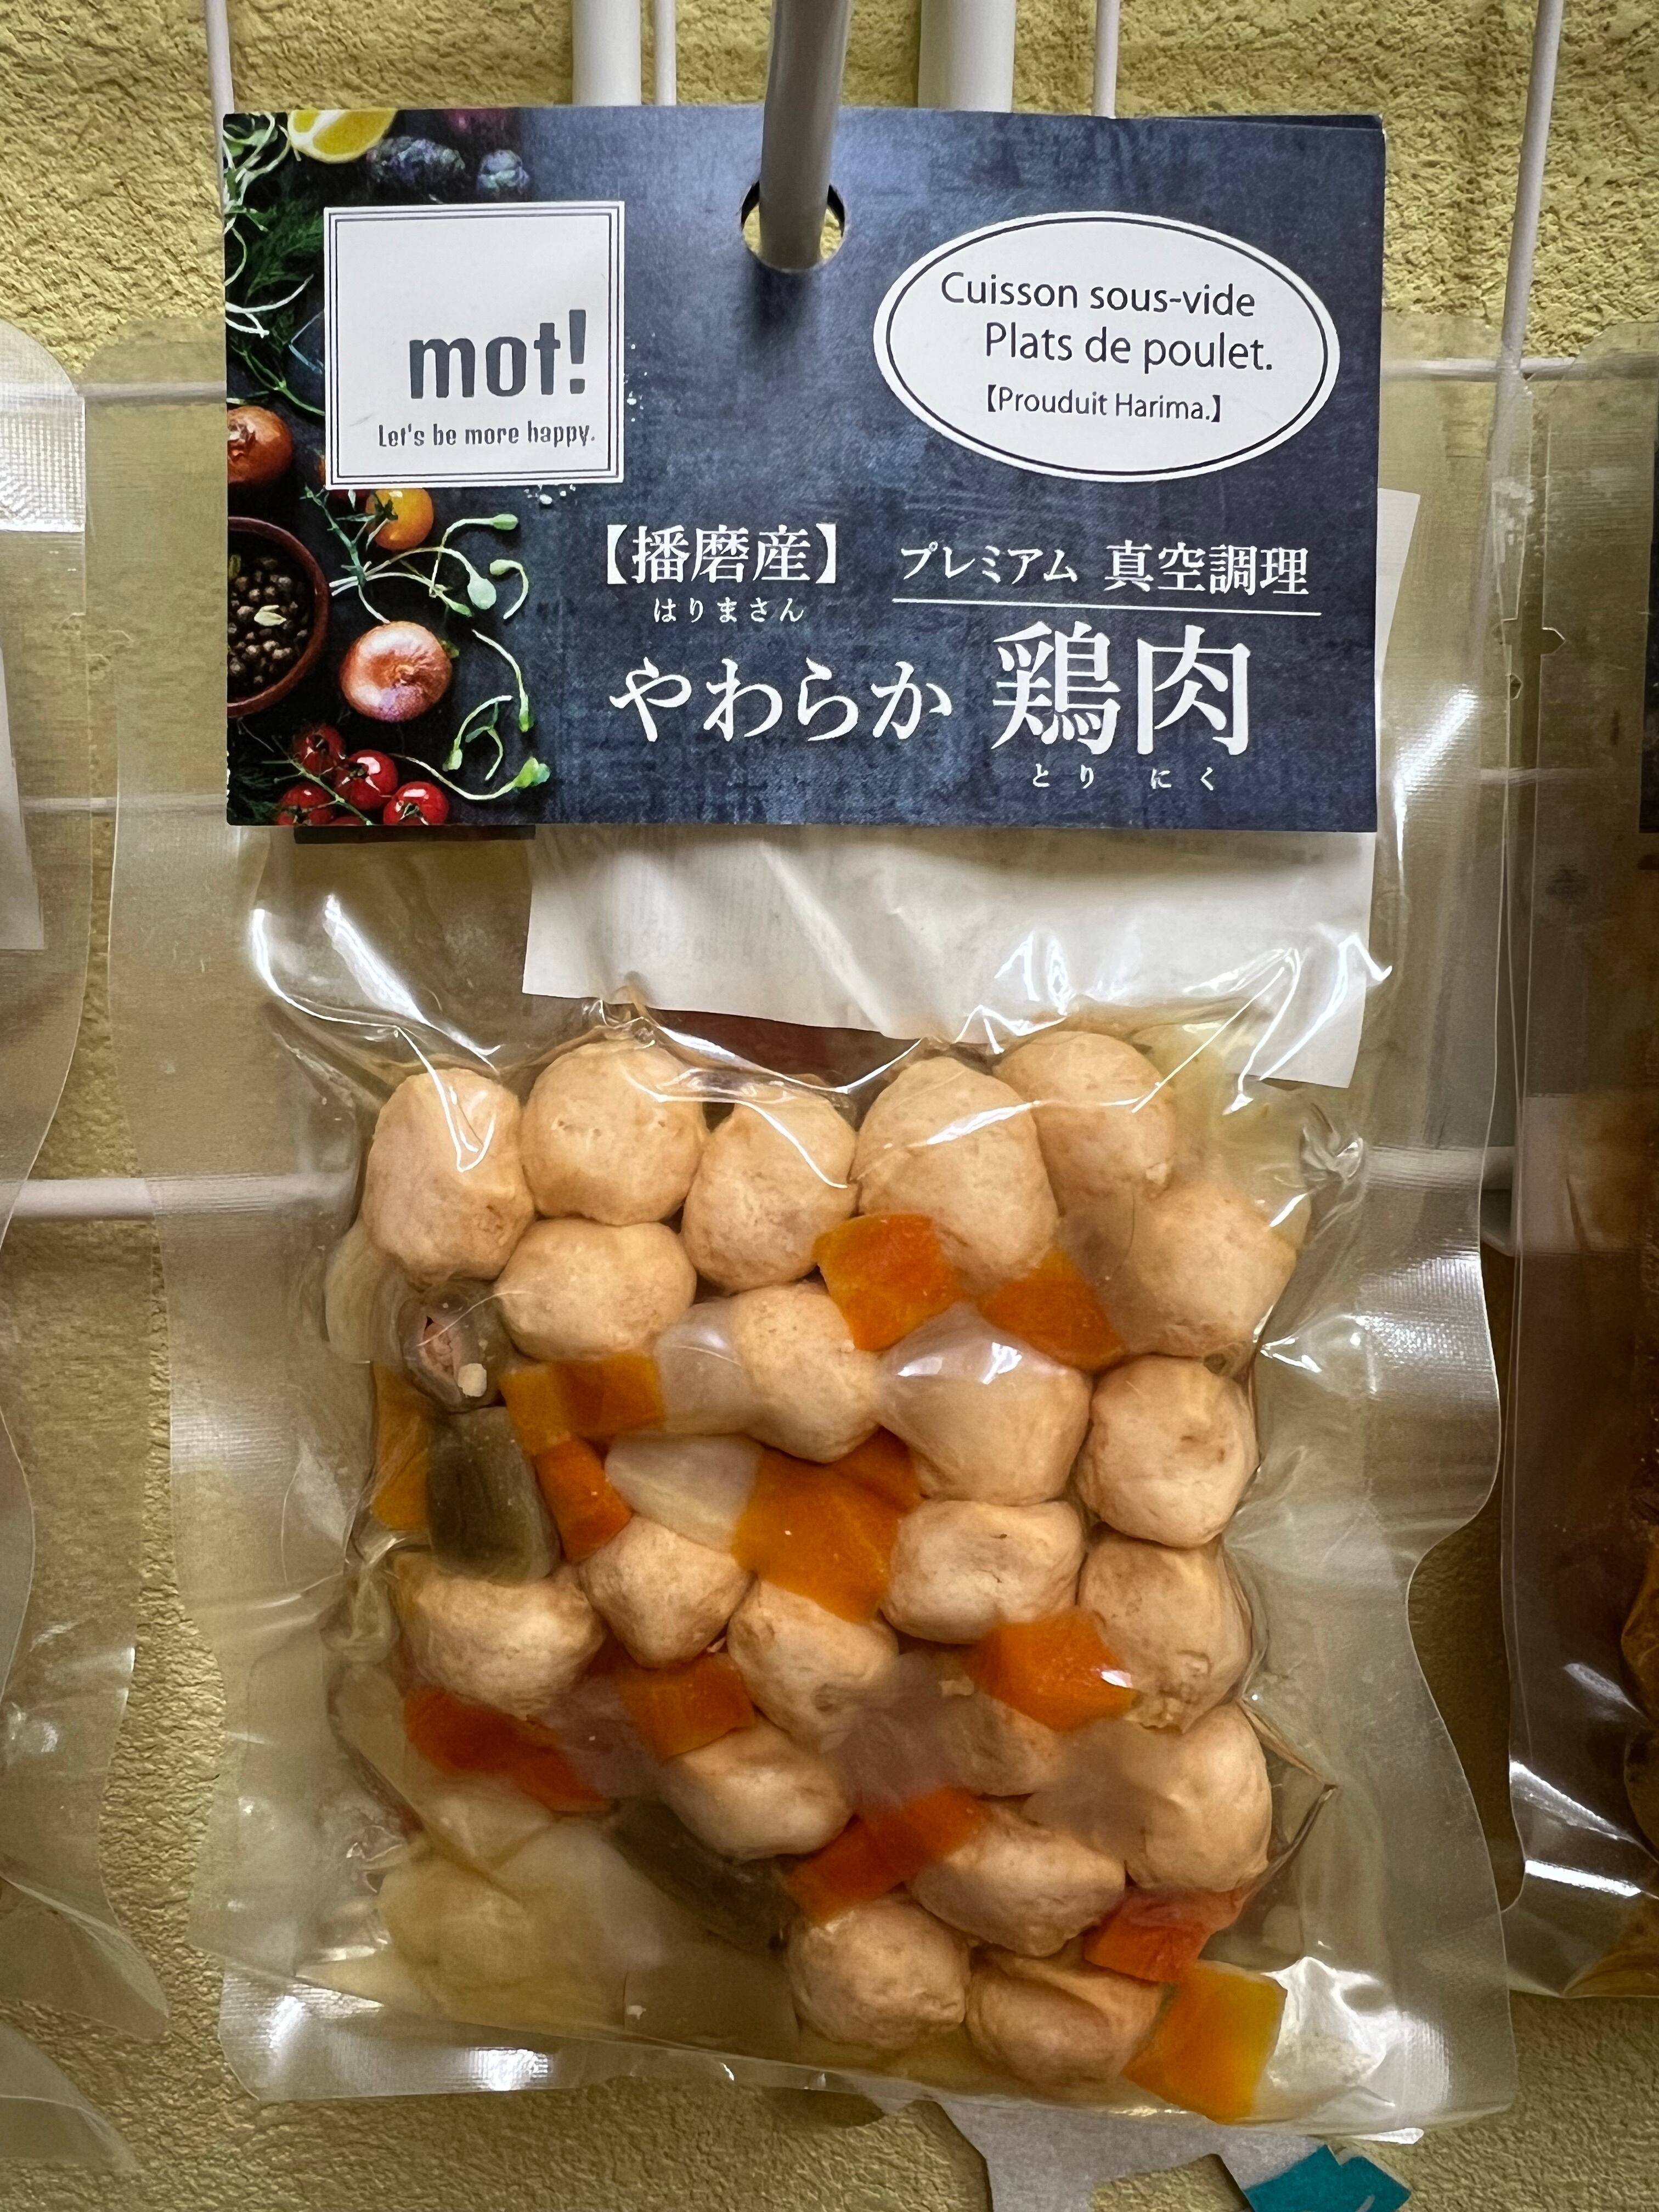 mot!
Let's be more happy.
Cuisson sous-vide
Plats de poulet.
【Prouduit Harima.】
【播磨産】
はりまさん
プレミアム 真空調理
やわらか 鶏肉
とり にく